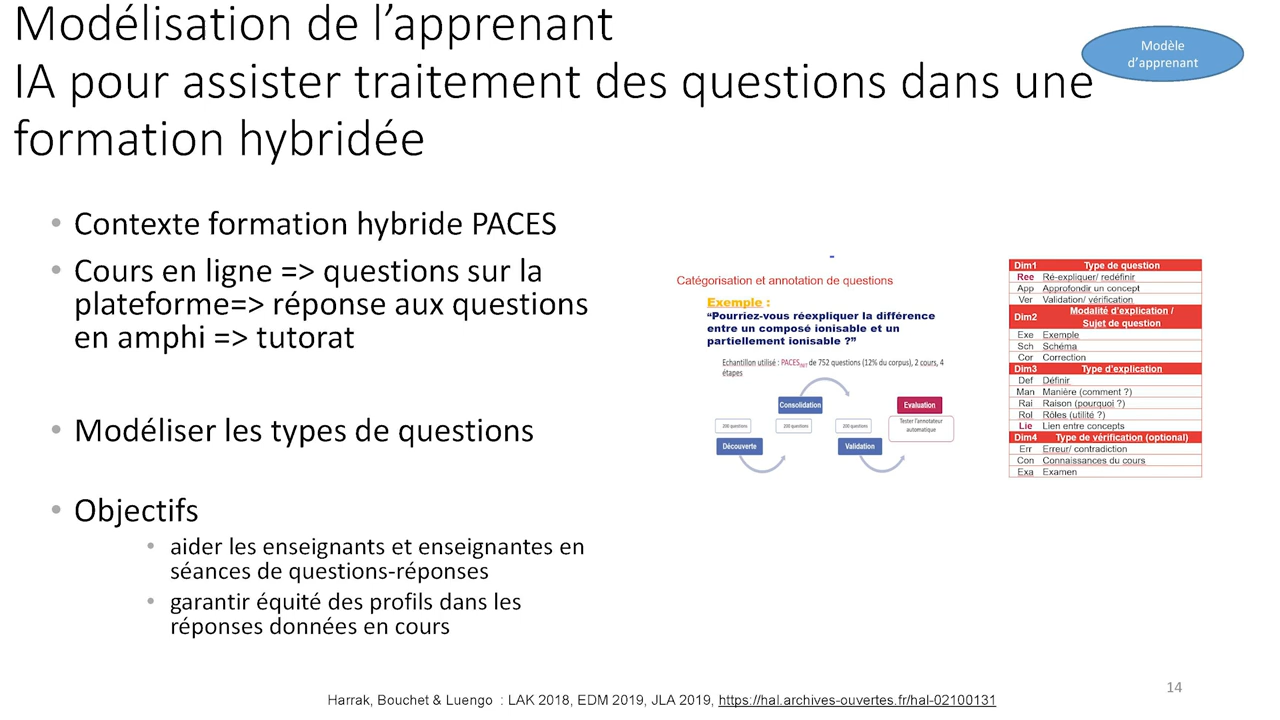 Modélisation de l’apprenant
IA pour assister traitement des questions dans une
formation hybridée
Modèle
d’apprenant
• Contexte formation hybride PACES
• Cours en ligne => questions sur la
plateforme=> réponse aux questions
en amphi => tutorat
• Modéliser les types de questions
• Objectifs
• aider les enseignants et enseignantes en
séances de questions-réponses
• garantir équité des profils dans les
réponses données en cours
Catégorisation et annotation de questions
Exemple :
“Pourriez-vous réexpliquer la différence
entre un composé ionisable et un
partiellement ionisable ?”
Echantillon utilisé : PACES de 752 questions (12% du corpus), 2 cours, 4
étapes
Consolidation
Evaluation
200 questions
200 questions
200 questions
Tester l'annotateur
automatique
Découverte
Validation
Dim1 Type de question
Ree Ré-expliquer/ redéfinir
App Approfondir un concept
Ver Validation/ vérification
Dim2 Modalité d'explication /
Sujet de question
Exe Exemple
Sch Schéma
Cor Correction
Dim3 Type d'explication
Def Définir
Man Manière (comment ?)
Rai Raison (pourquoi ?)
Rol Rôles (utilité ?)
Lie Lien entre concepts
Dim4 Type de vérification (optional)
Err Erreur/ contradiction
Con Connaissances du cours
Exa Examen
Harrak, Bouchet & Luengo : LAK 2018, EDM 2019, JLA 2019, https://hal.archives-ouvertes.fr/hal-02100131
14